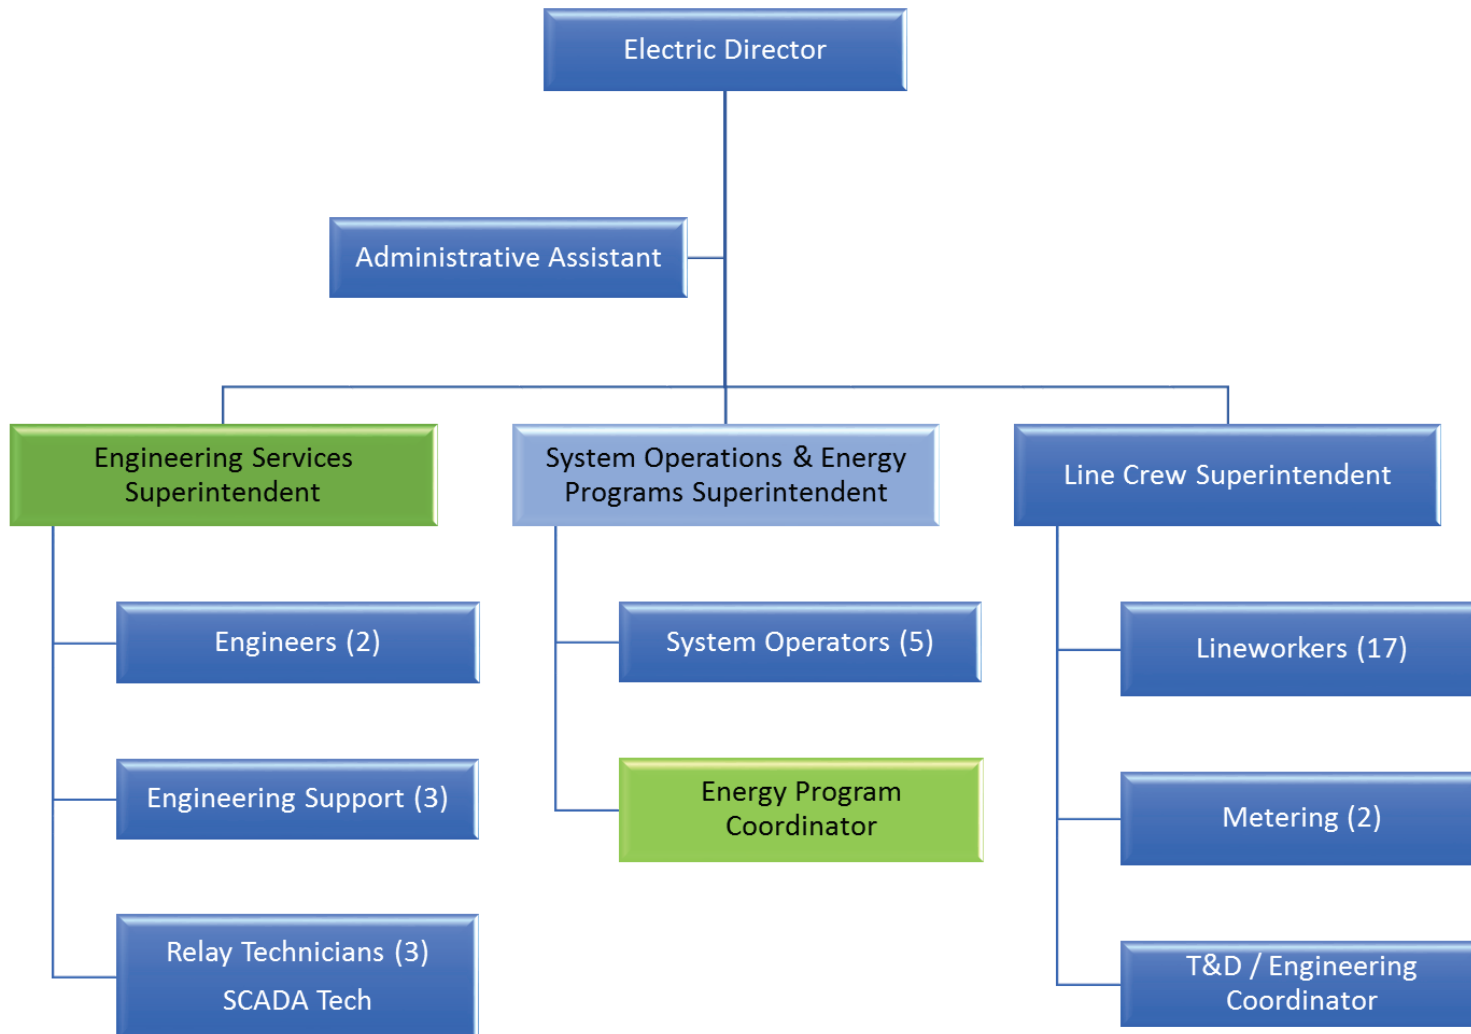 Electric Director
Administrative Assistant
Engineering Services
Superintendent
System Operations & Energy
Programs Superintendent
Line Crew Superintendent
Engineers (2)
Engineering Support (3)
Relay Technicians (3)
SCADA Tech
System Operators (5)
Energy Program
Coordinator
Lineworkers (17)
Metering (2)
T&D / Engineering
Coordinator